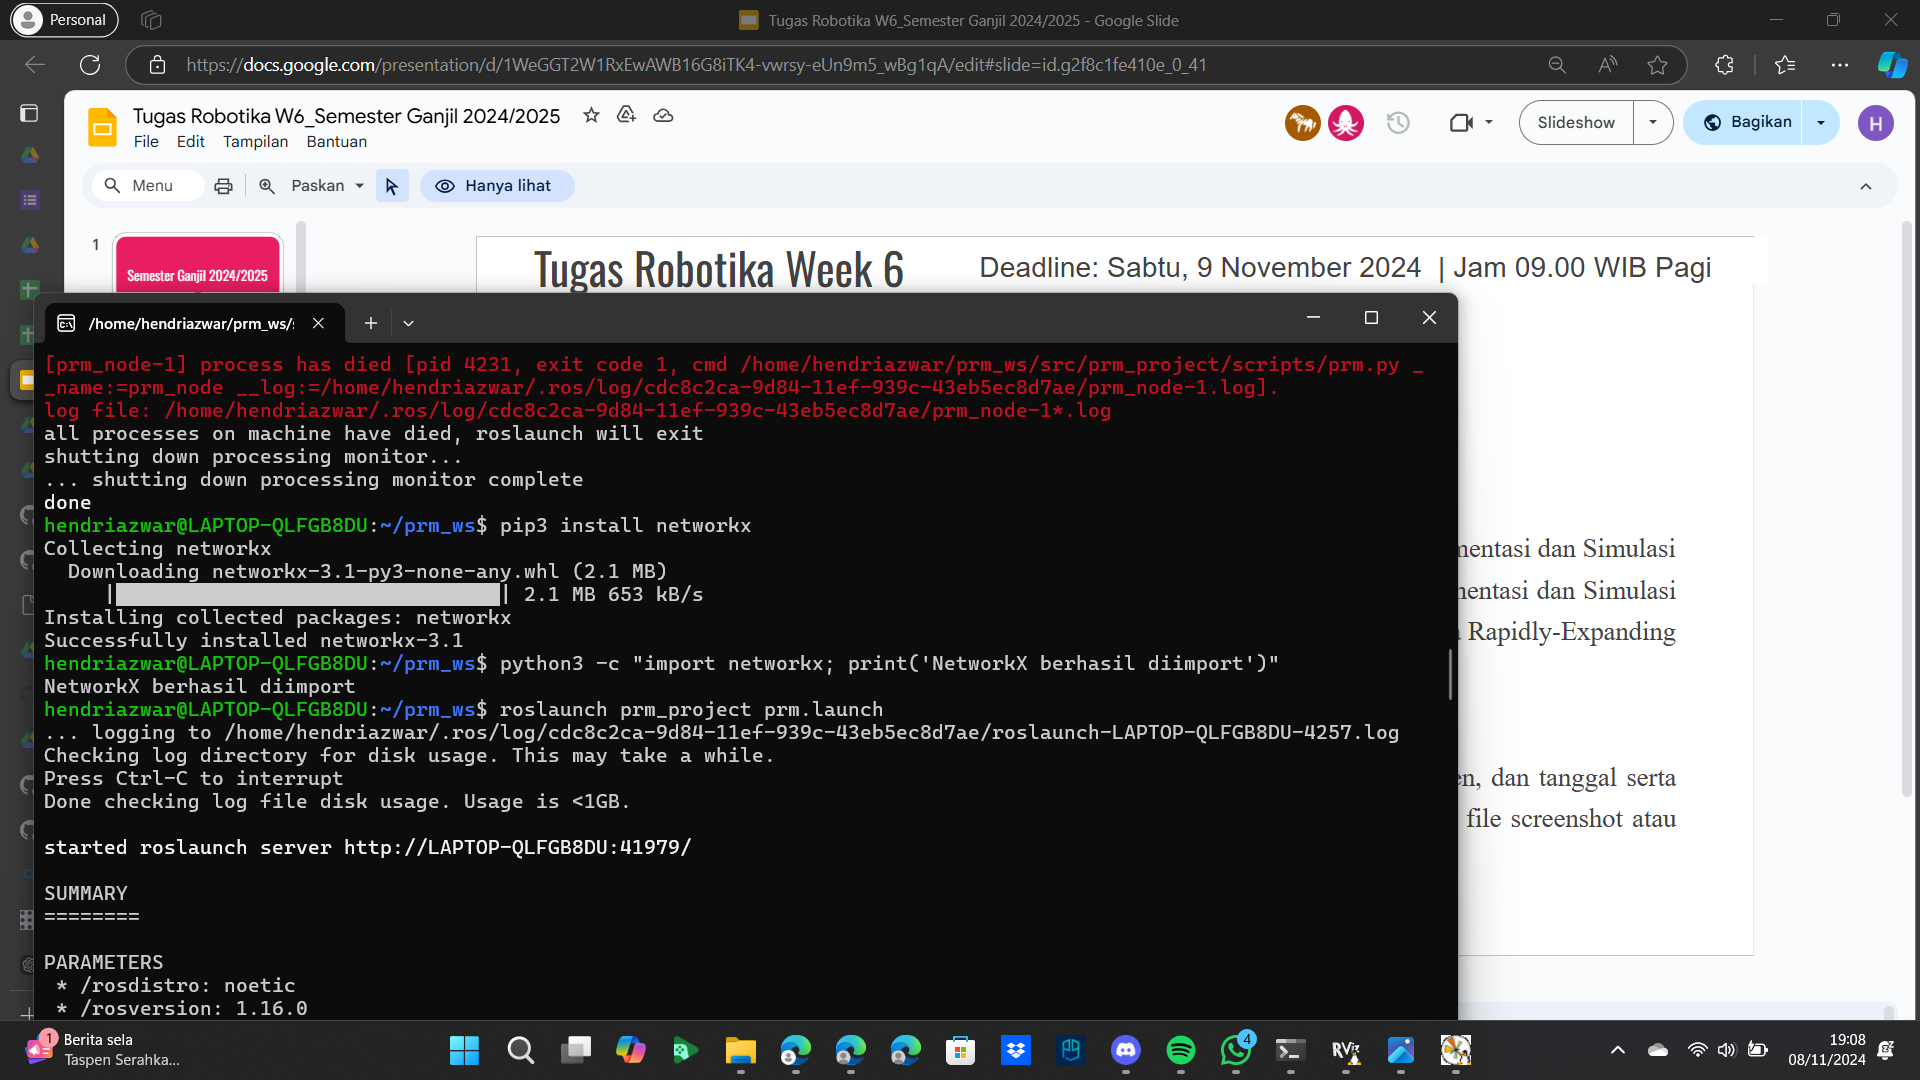 Personal
Tugas Robotika W6_Semester Ganjil 2024/2025 - Google Slide
https://docs.google.com/presentation/d/1WeGGT2W1RxEwAWB16G8iTK4-vwrsy-eUn9m5_wBg1qA/edit#slide=id.g2f8c1fe410e_0_41
Tugas Robotika W6_Semester Ganjil 2024/2025
File Edit Tampilan Bantuan
Slideshow
Bagikan
H
Menu
Paskan
Hanya lihat
1
Semester Ganjil 2024/2025
Tugas Robotika Week 6
Deadline: Sabtu, 9 November 2024 | Jam 09.00 WIB Pagi
/home/hendriazwar/prm_ws/
[prm_node-1] process has died [pid 4231, exit code 1, cmd /home/hendriazwar/prm_ws/src/prm_project/scripts/prm.py _
_name:=prm_node __log:=/home/hendriazwar/.ros/log/cdc8c2ca-9d84-11ef-939c-43eb5ec8d7ae/prm_node-1.log].
log file: /home/hendriazwar/.ros/log/cdc8c2ca-9d84-11ef-939c-43eb5ec8d7ae/prm_node-1*.log
all processes on machine have died, roslaunch will exit
shutting down processing monitor...
... shutting down processing monitor complete
done
hendriazwar@LAPTOP-QLFGB8DU:~/prm_ws$ pip3 install networkx
Collecting networkx
Downloading networkx-3.1-py3-none-any.whl (2.1 MB)
| | 2.1 MB 653 kB/s
Installing collected packages: networkx
Successfully installed networkx-3.1
hendriazwar@LAPTOP-QLFGB8DU:~/prm_ws$ python3 -c "import networkx; print('NetworkX berhasil diimport')"
NetworkX berhasil diimport
hendriazwar@LAPTOP-QLFGB8DU:~/prm_ws$ roslaunch prm_project prm.launch
... logging to /home/hendriazwar/.ros/log/cdc8c2ca-9d84-11ef-939c-43eb5ec8d7ae/roslaunch-LAPTOP-QLFGB8DU-4257.log
Checking log directory for disk usage. This may take a while.
Press Ctrl-C to interrupt
Done checking log file disk usage. Usage is <1GB.
started roslaunch server http://LAPTOP-QLFGB8DU:41979/
SUMMARY
========
PARAMETERS
* /rosdistro: noetic
* /rosversion: 1.16.0
mentasi dan Simulasi
mentasi dan Simulasi
Rapidly-Expanding
en, dan tanggal serta
file screenshot atau
1
Berita sela
Taspen Serahka...
RViz
4
19:08
08/11/2024